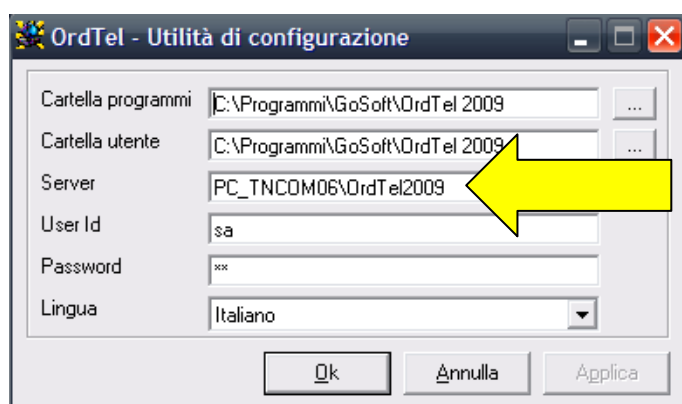 OrdTel - Utilità di configurazione
Cartella programmi C:\Programmi\GoSoft\OrdTel 2009 ...
Cartella utente C:\Programmi\GoSoft\OrdTel 2009 ...
Server PC_TNCOM06\OrdTel2009
User Id sa
Password **
Lingua Italiano
Ok Annulla Applica